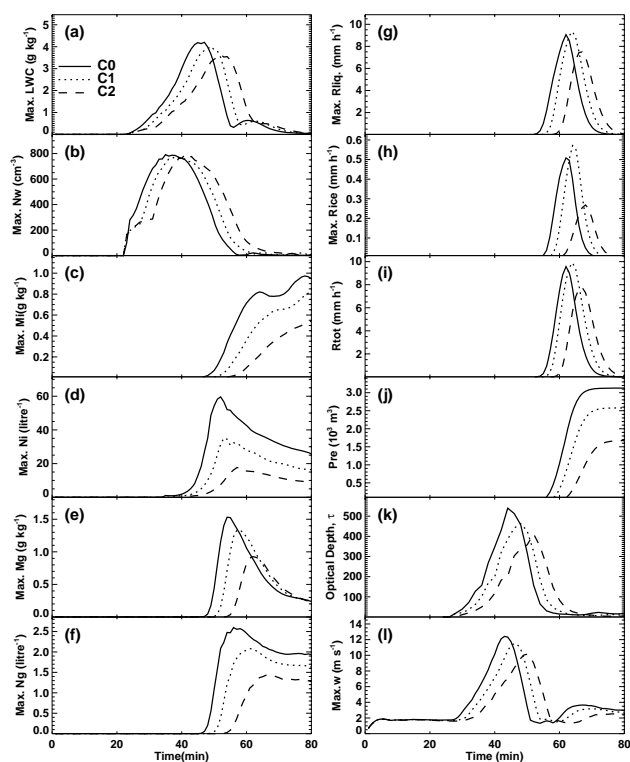 (a)
C0
C1
C2
Max. LWC (g kg⁻¹)
5
4
3
2
1
0
(b)
Max. Nw (cm⁻³)
800
600
400
200
0
(c)
Max. Mi(g kg⁻¹)
1.0
0.8
0.6
0.4
0.2
(d)
Max. Ni (litre⁻¹)
60
40
20
0
(e)
Max. Mg (g kg⁻¹)
1.5
1.0
0.5
0.0
(f)
Max. Ng (litre⁻¹)
2.5
2.0
1.5
1.0
0.5
0.0
0 20 40 60 80
Time(min)
(g)
Max. Rliq. (mm h⁻¹)
10
8
6
4
2
(h)
Max. Rice (mm h⁻¹)
0.6
0.5
0.4
0.3
0.2
0.1
(i)
Rtot (mm h⁻¹)
10
8
6
4
2
0
(j)
Pre (10³ m³)
3.0
2.5
2.0
1.5
1.0
0.5
(k)
Optical Depth, τ
500
400
300
200
100
(l)
Max.w (m s⁻¹)
14
12
10
8
6
4
2
0
0 20 40 60 80
Time (min)